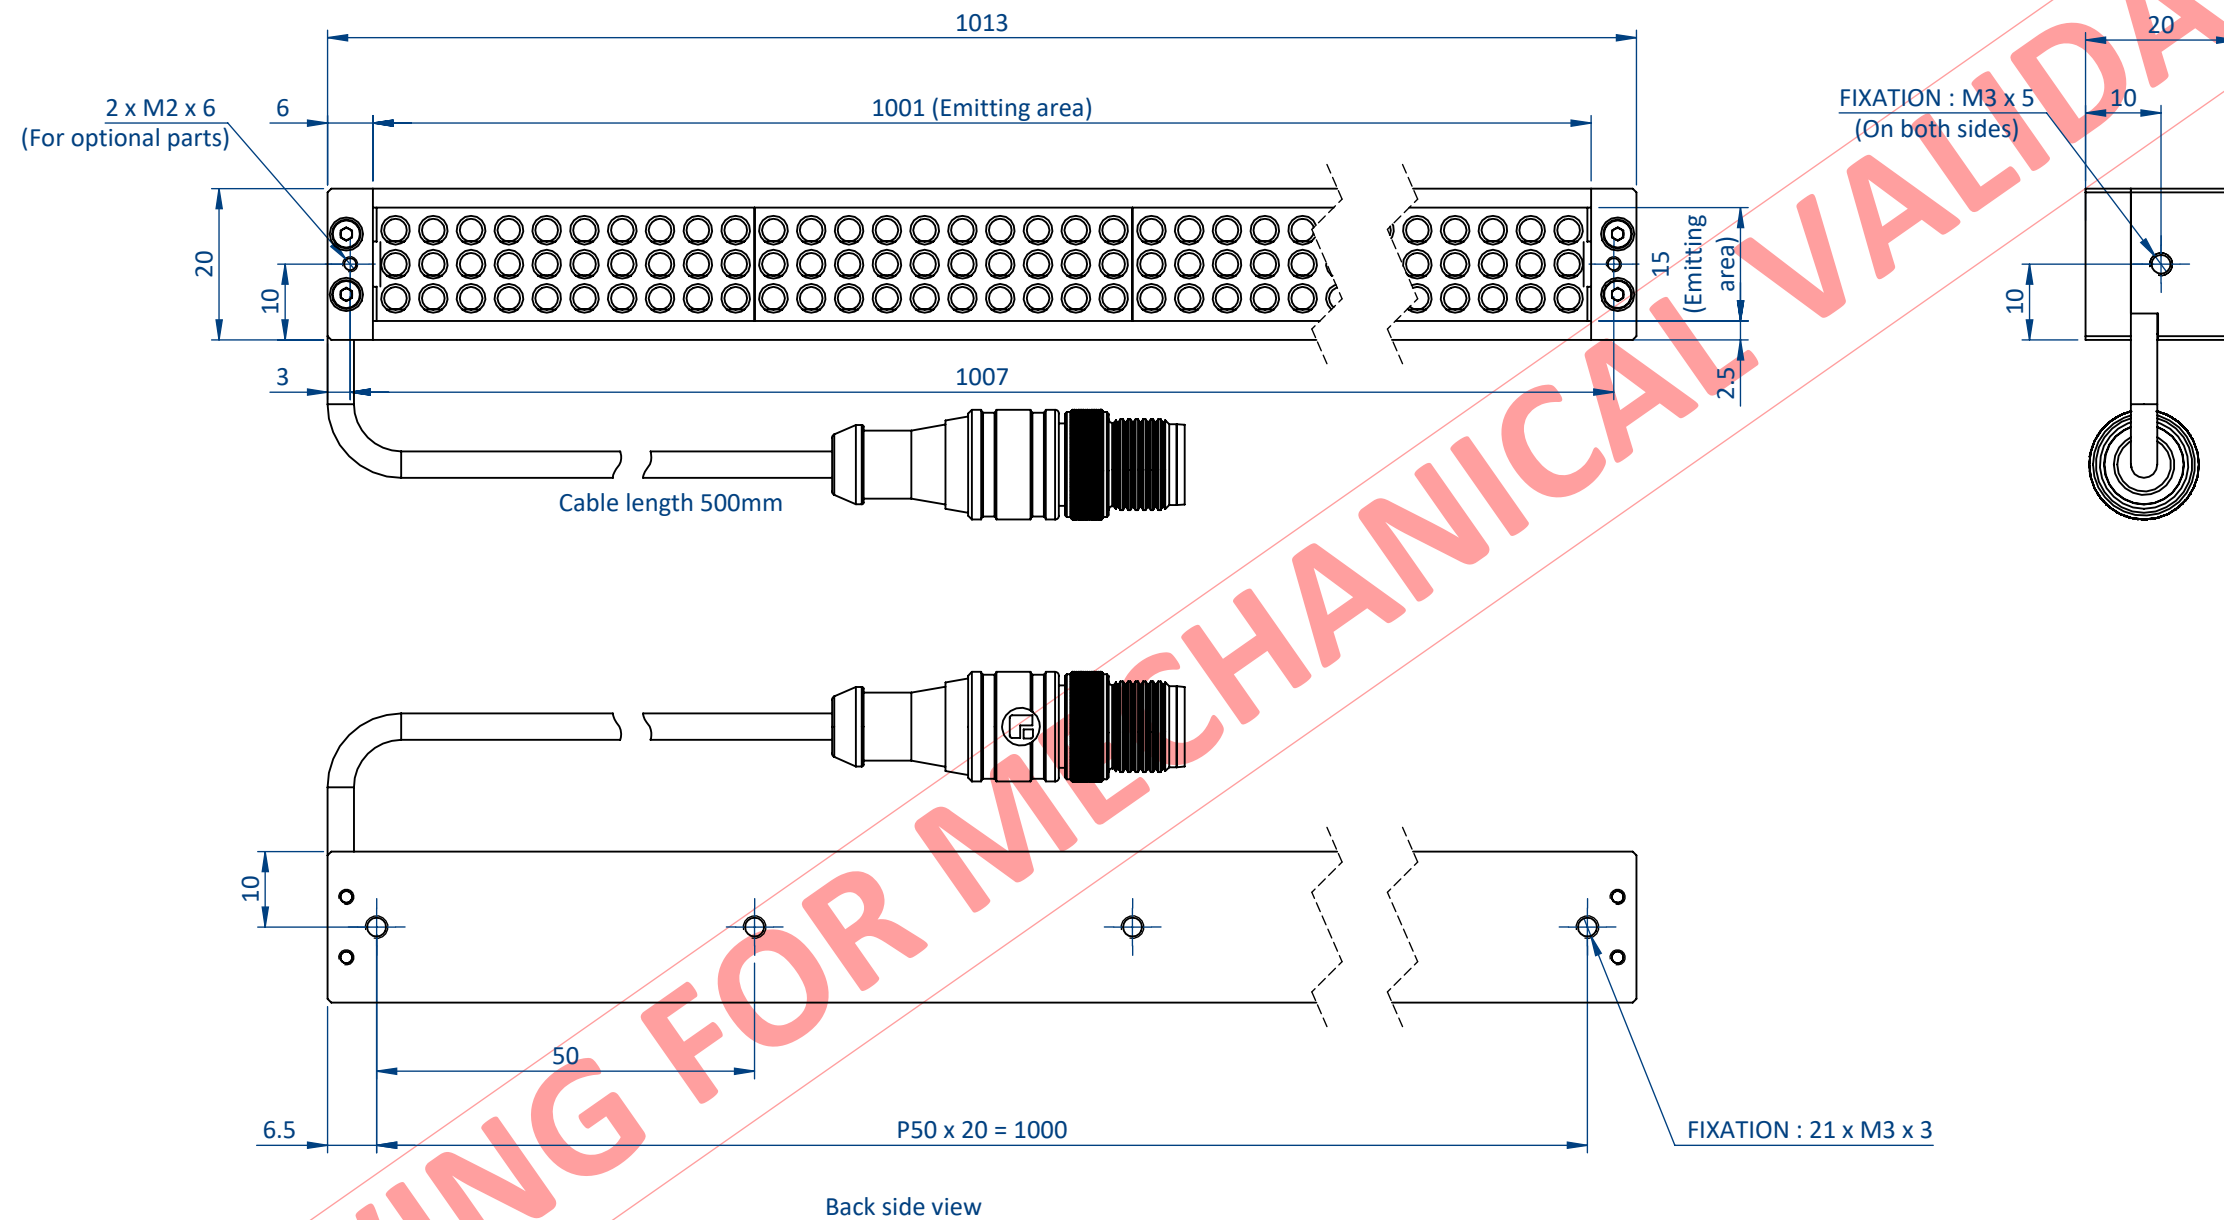 1013
20
2 x M2 x 6
(For optional parts)
6
1001 (Emitting area)
FIXATION : M3 x 5
(On both sides)
10
20
10
15
(Emitting
area)
10
3
1007
2.5
Cable length 500mm
10
50
6.5
P50 x 20 = 1000
FIXATION : 21 x M3 x 3
Back side view
ING FOR MECHANICAL VALIDA